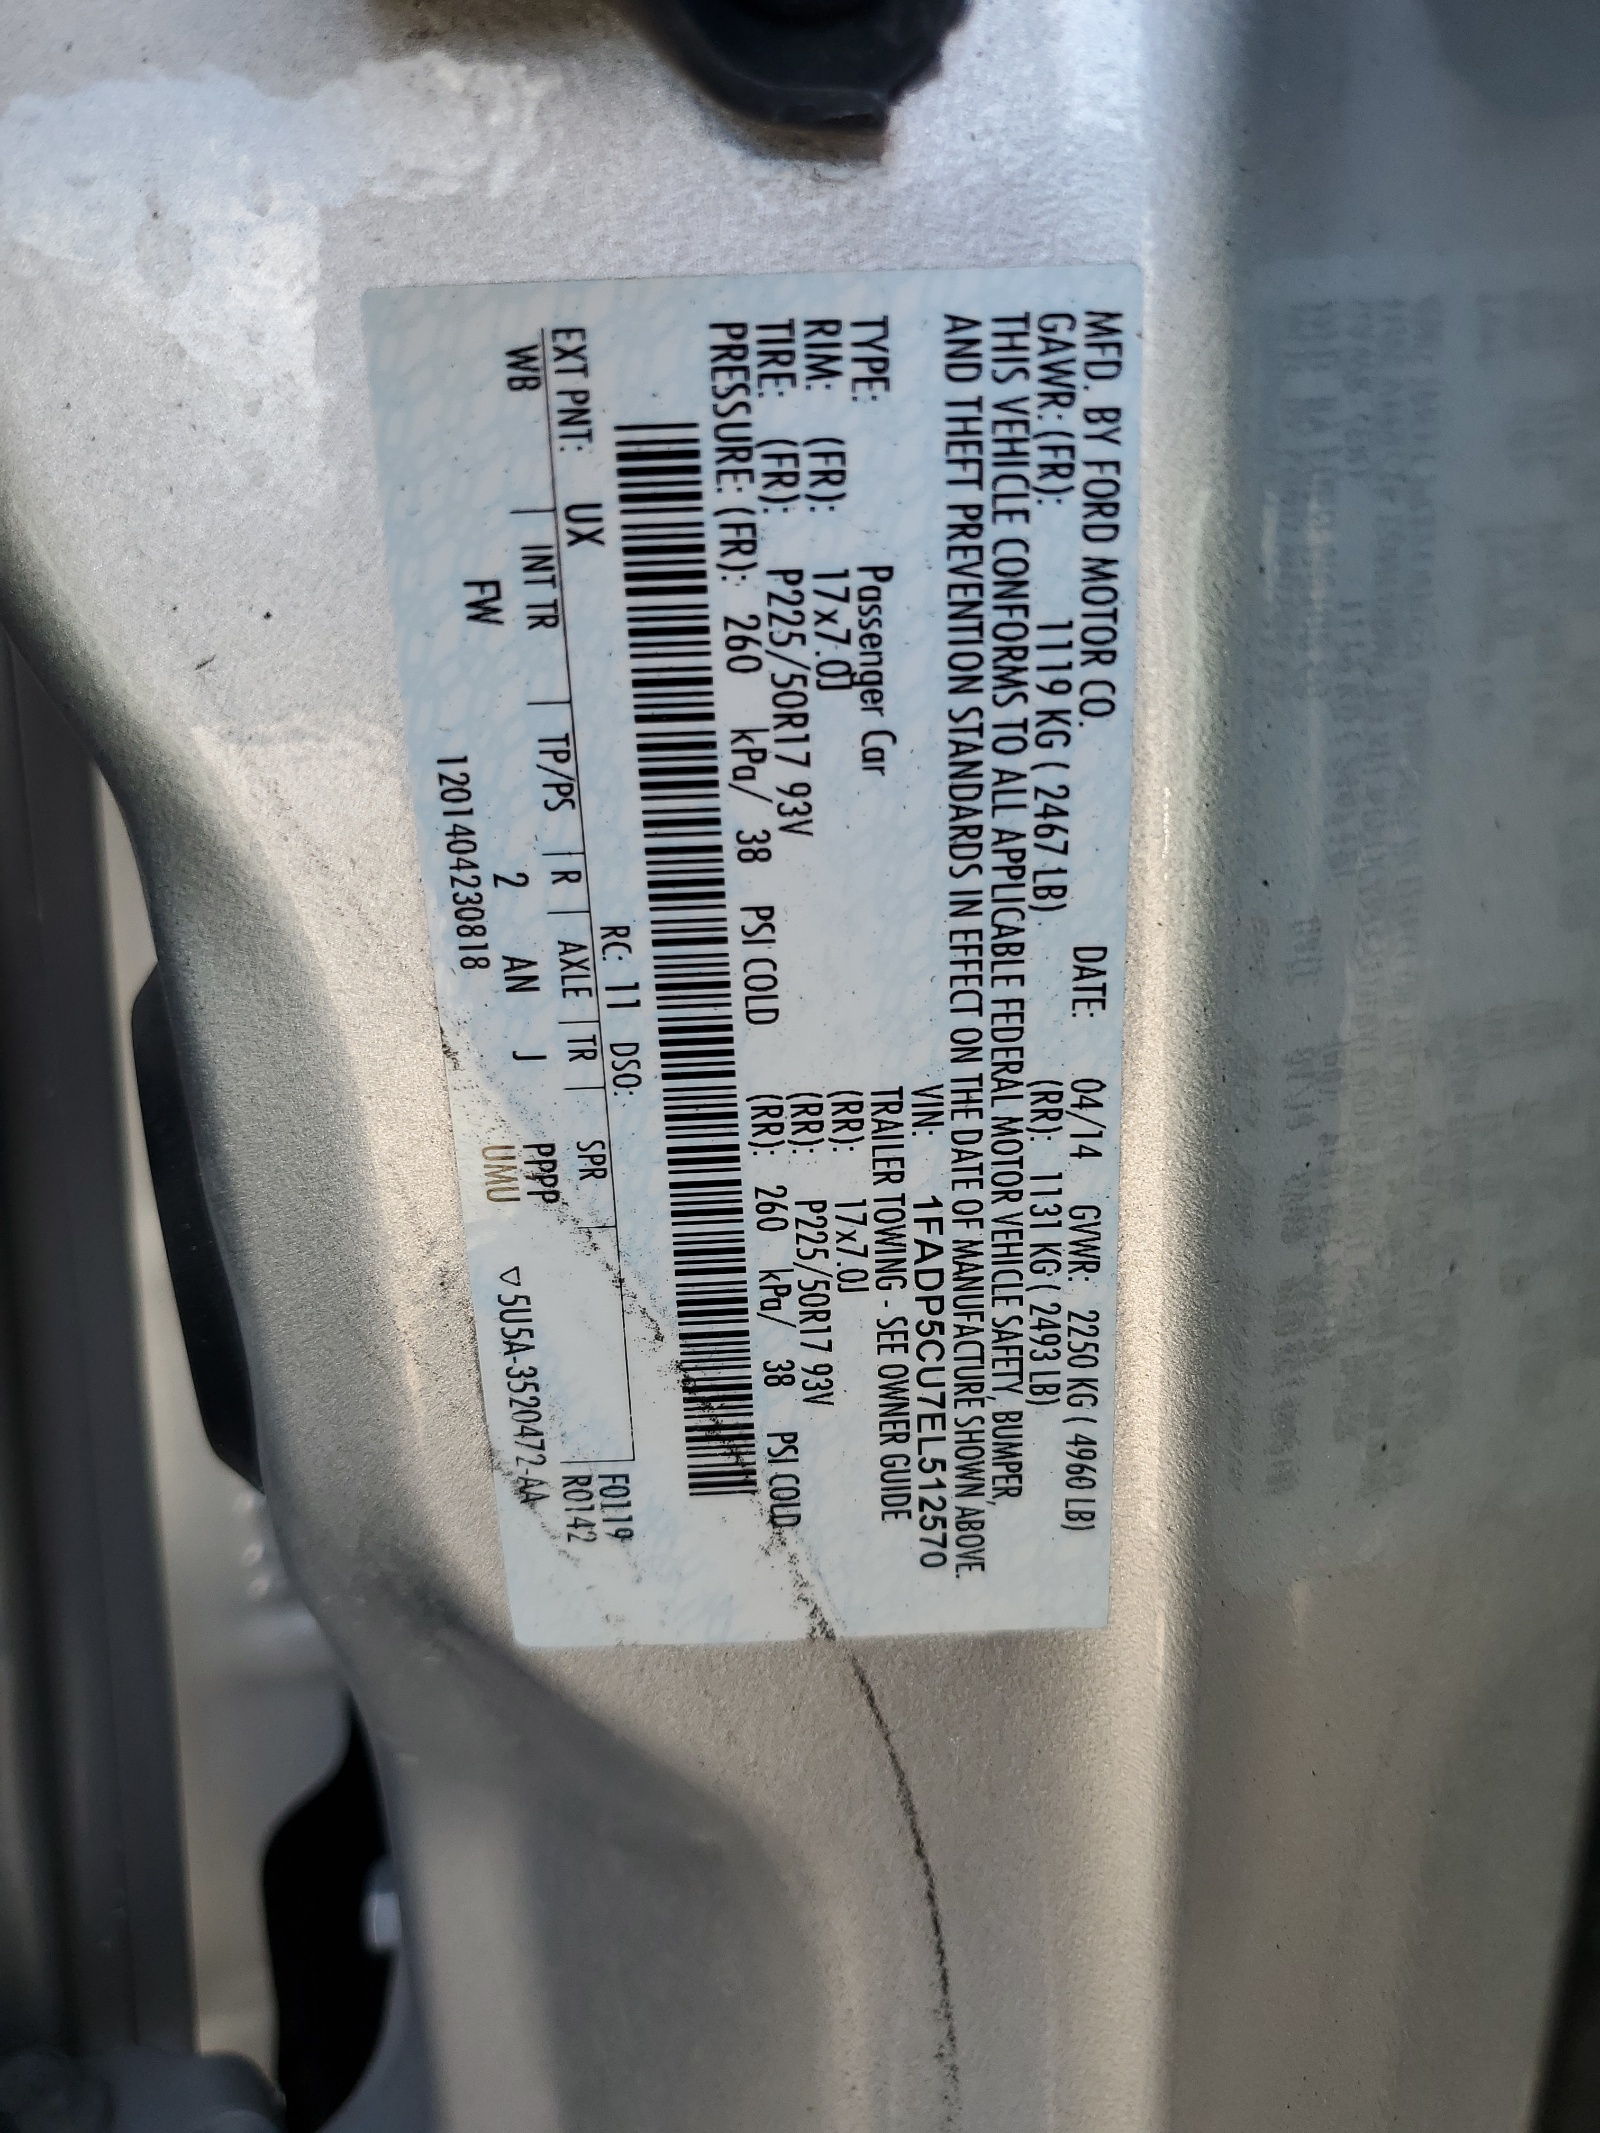 MFD. BY FORD MOTOR CO. DATE: 04/14 GVWR: 2250 KG ( 4960 LB)
GAWR: (FR): 1119 KG ( 2467 LB) (RR): 1131 KG ( 2493 LB)
THIS VEHICLE CONFORMS TO ALL APPLICABLE FEDERAL MOTOR VEHICLE SAFETY, BUMPER,
AND THEFT PREVENTION STANDARDS IN EFFECT ON THE DATE OF MANUFACTURE SHOWN ABOVE.
VIN: 1FADP5CU7EL512570
TYPE: Passenger Car TRAILER TOWING - SEE OWNER GUIDE
RIM: (FR): 17x7.0J (RR): 17x7.0J
TIRE: (FR): P225/50R17 93V (RR): P225/50R17 93V
PRESSURE: (FR): 260 kPa/ 38 PSI COLD (RR): 260 kPa/ 38 PSI COLD
EXT PNT: UX RC: 11 DSO: F0119
WB | INT TR | TP/PS | R | AXLE | TR | SPR | R0142
FW 2 AN J PPPP
UMU
120140423081​8 ▽5U5A-3520472-AA